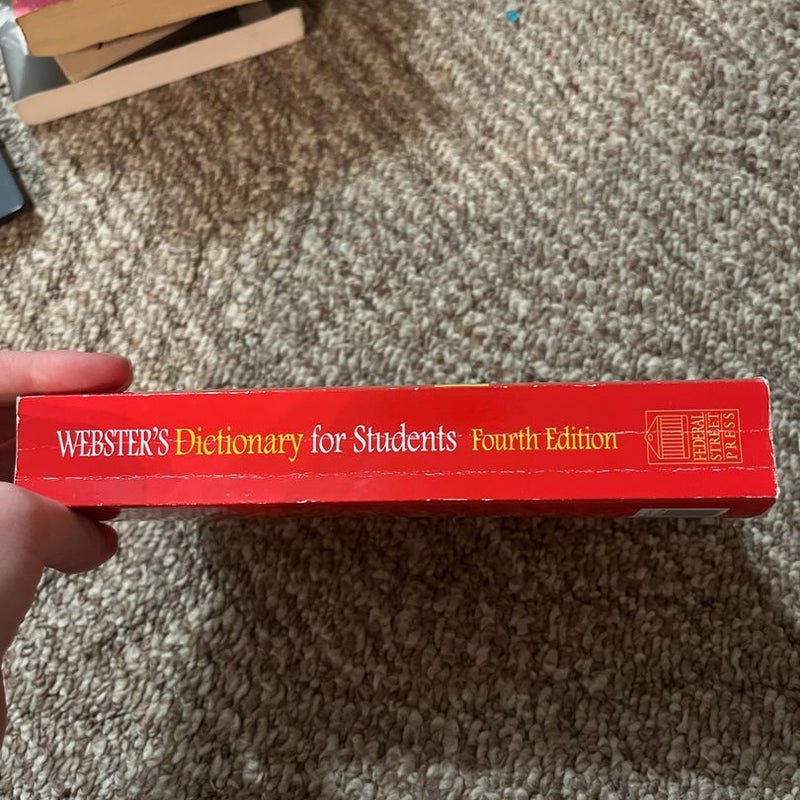 WEBSTER'S Dictionary for Students Fourth Edition
FEDERAL
STREET
PRESS